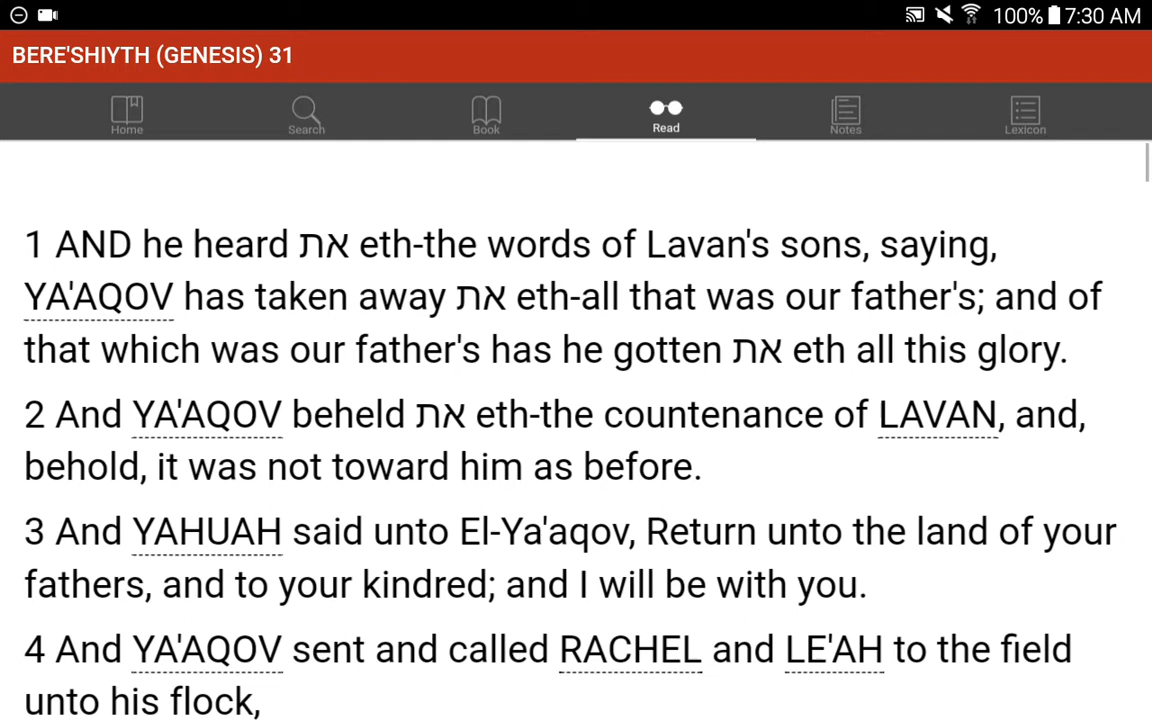 100% 7:30 AM
BERE'SHIYTH (GENESIS) 31
Home Search Book Read Notes Lexicon
1 AND he heard את eth-the words of Lavan's sons, saying,
YA'AQOV has taken away את eth-all that was our father's; and of
that which was our father's has he gotten את eth all this glory.
2 And YA'AQOV beheld את eth-the countenance of LAVAN, and,
behold, it was not toward him as before.
3 And YAHUAH said unto El-Ya'aqov, Return unto the land of your
fathers, and to your kindred; and I will be with you.
4 And YA'AQOV sent and called RACHEL and LE'AH to the field
unto his flock,